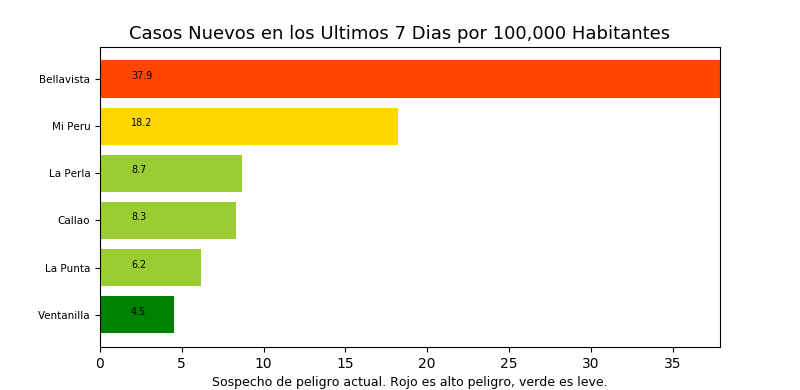 Casos Nuevos en los Ultimos 7 Dias por 100,000 Habitantes
Bellavista 37.9
Mi Peru 18.2
La Perla 8.7
Callao 8.3
La Punta 6.2
Ventanilla 4.5
0 5 10 15 20 25 30 35
Sospecho de peligro actual. Rojo es alto peligro, verde es leve.